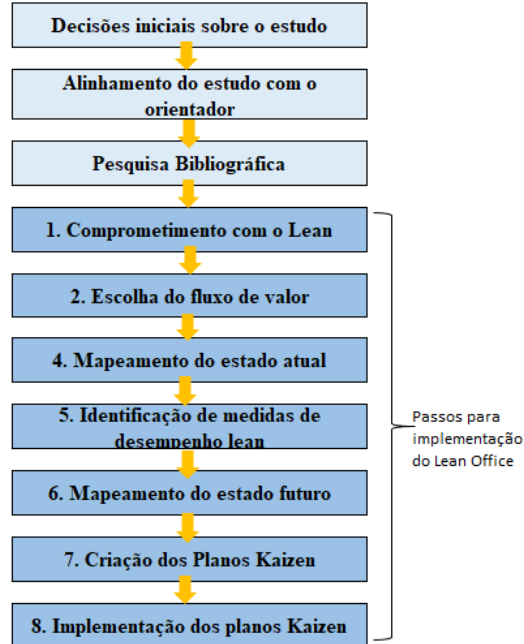 Decisões iniciais sobre o estudo
Alinhamento do estudo com o
orientador
Pesquisa Bibliográfica
1. Comprometimento com o Lean
2. Escolha do fluxo de valor
4. Mapeamento do estado atual
5. Identificação de medidas de
desempenho lean
6. Mapeamento do estado futuro
7. Criação dos Planos Kaizen
8. Implementação dos planos Kaizen
Passos para
implementação
do Lean Office